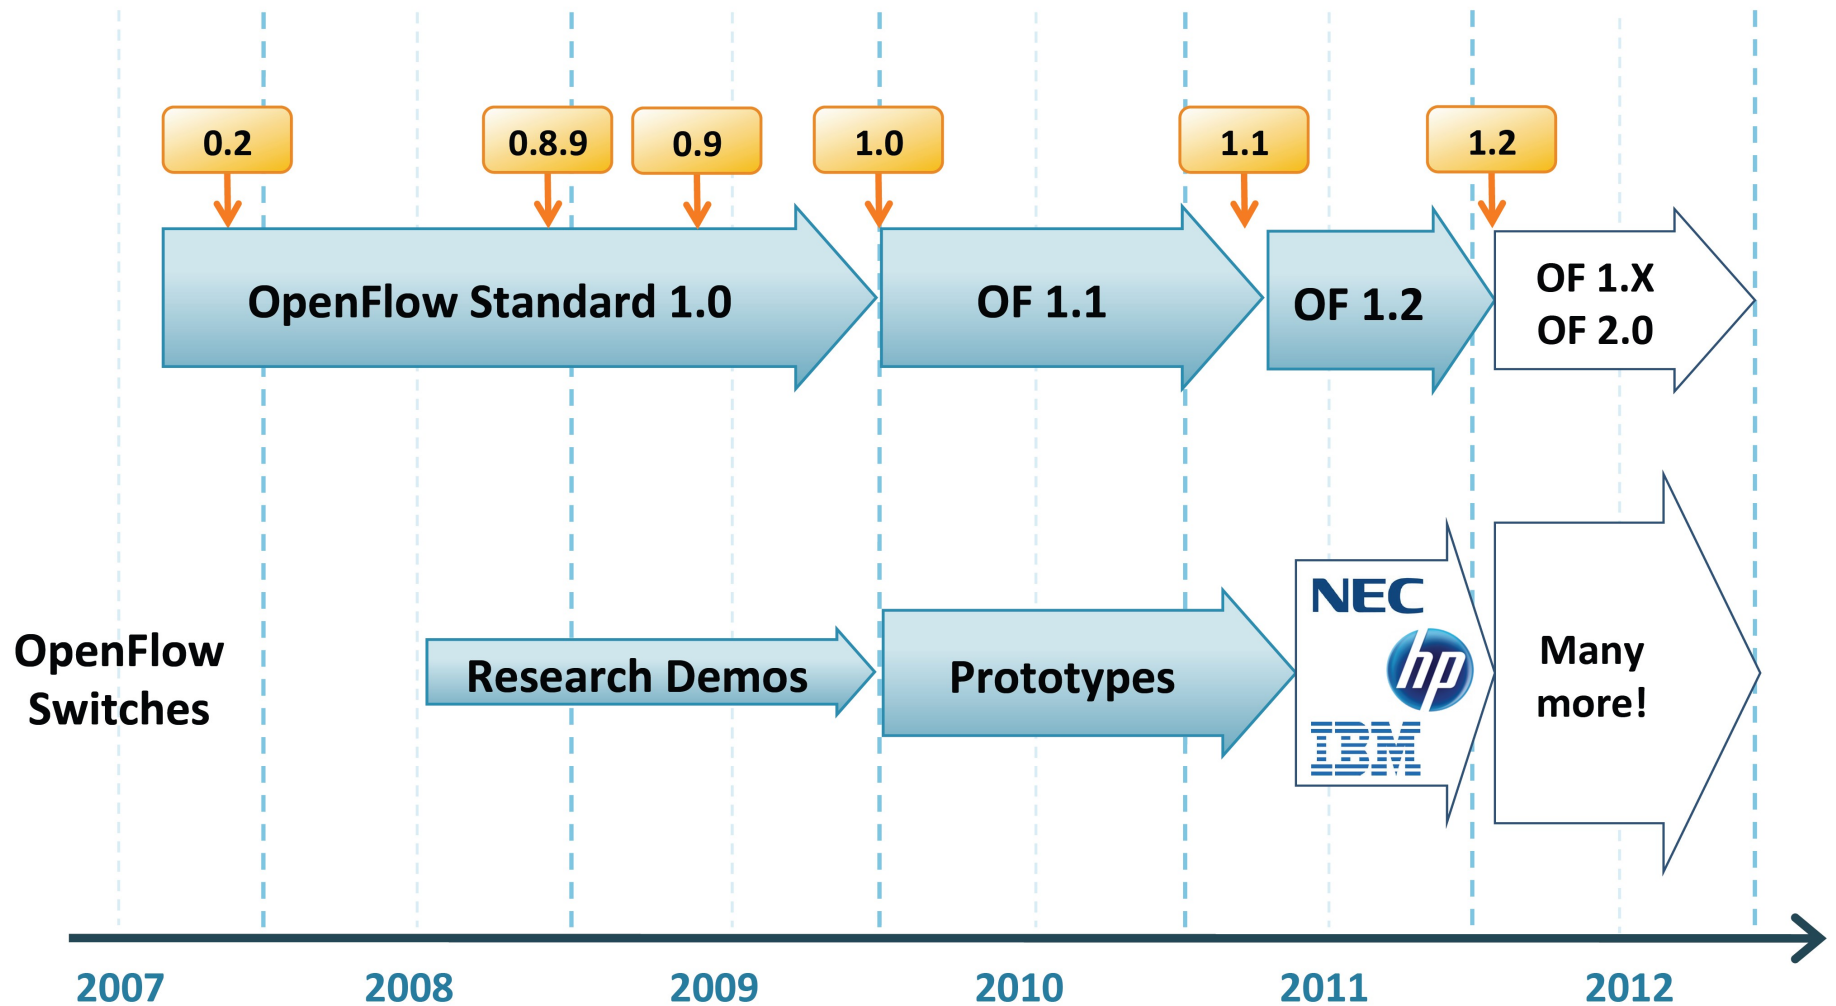 0.2
0.8.9
0.9
1.0
1.1
1.2
OpenFlow Standard 1.0
OF 1.1
OF 1.2
OF 1.X
OF 2.0
OpenFlow
Switches
Research Demos
Prototypes
NEC
hp
IBM
Many
more!
2007
2008
2009
2010
2011
2012